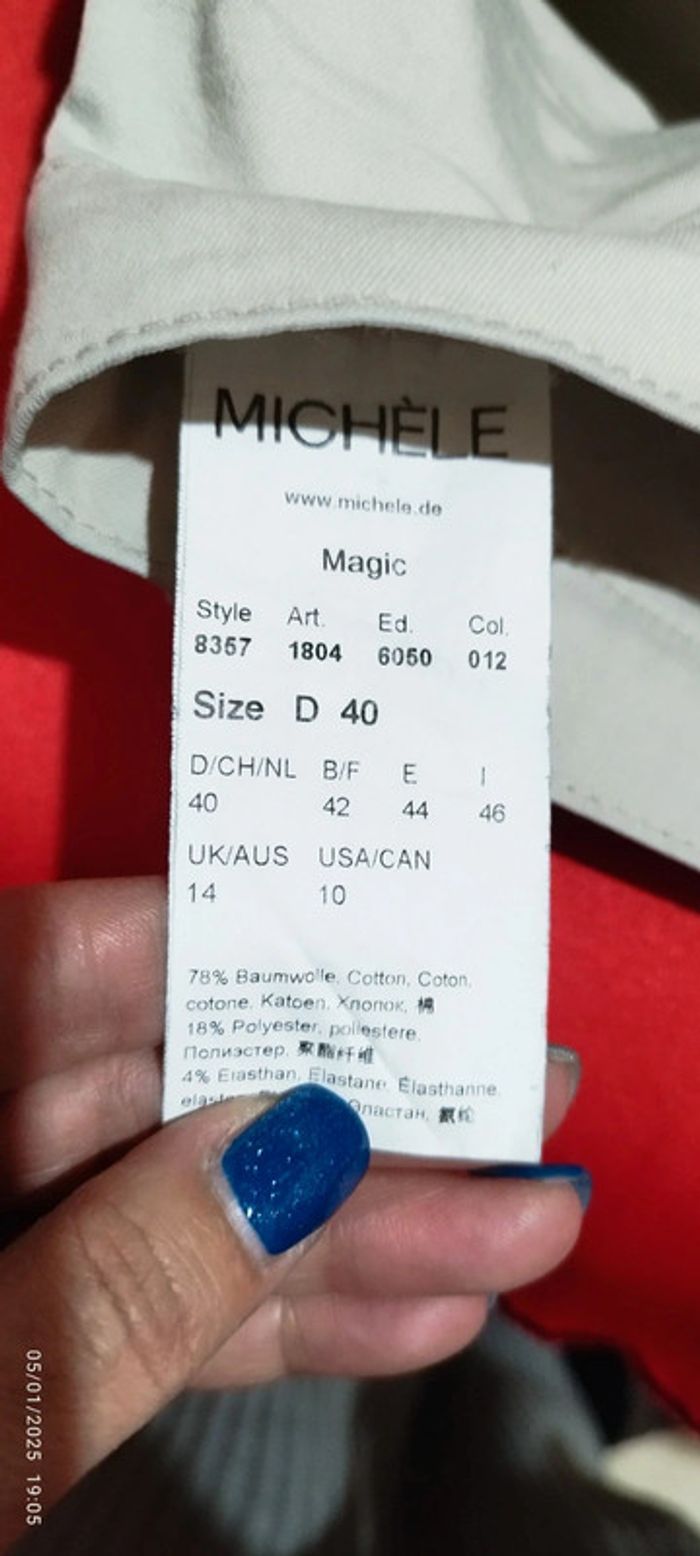 MICHÈLE
www.michele.de
Magic
Style Art. Ed. Col.
8357 1804 6050 012
Size D 40
D/CH/NL B/F E I
40 42 44 46
UK/AUS USA/CAN
14 10
78% Baumwolle, Cotton, Coton,
cotone, Katoen, Хлопок, 棉
18% Polyester, poliestere,
Полиэстер, 聚酯纤维
4% Elasthan, Elastane, Élasthanne,
Эластан, 氨纶
05/01/2025 19:05